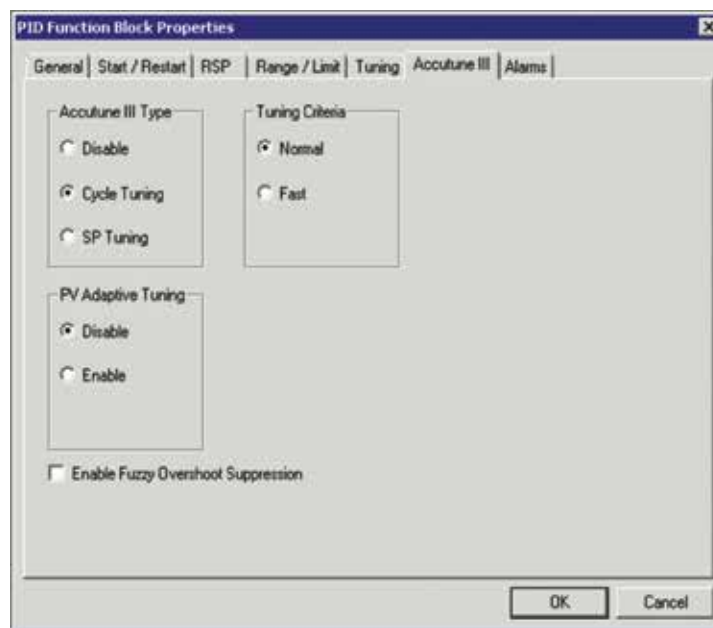 PID Function Block Properties
General Start / Restart RSP Range / Limit Tuning Accutune III Alarms
Accutune III Type
Disable
Cycle Tuning
SP Tuning
Tuning Criteria
Normal
Fast
PV Adaptive Tuning
Disable
Enable
Enable Fuzzy Overshoot Suppression
OK Cancel